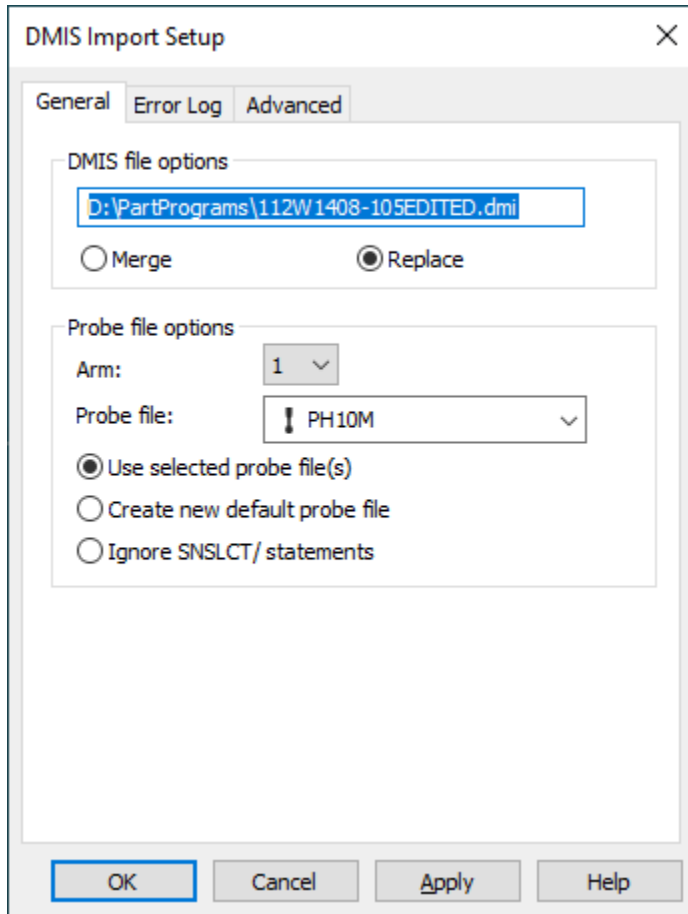 DMIS Import Setup
General Error Log Advanced
DMIS file options
D:\PartPrograms\112W1408-105EDITED.dmi
Merge Replace
Probe file options
Arm: 1
Probe file: PH10M
Use selected probe file(s)
Create new default probe file
Ignore SNSLCT/ statements
OK Cancel Apply Help